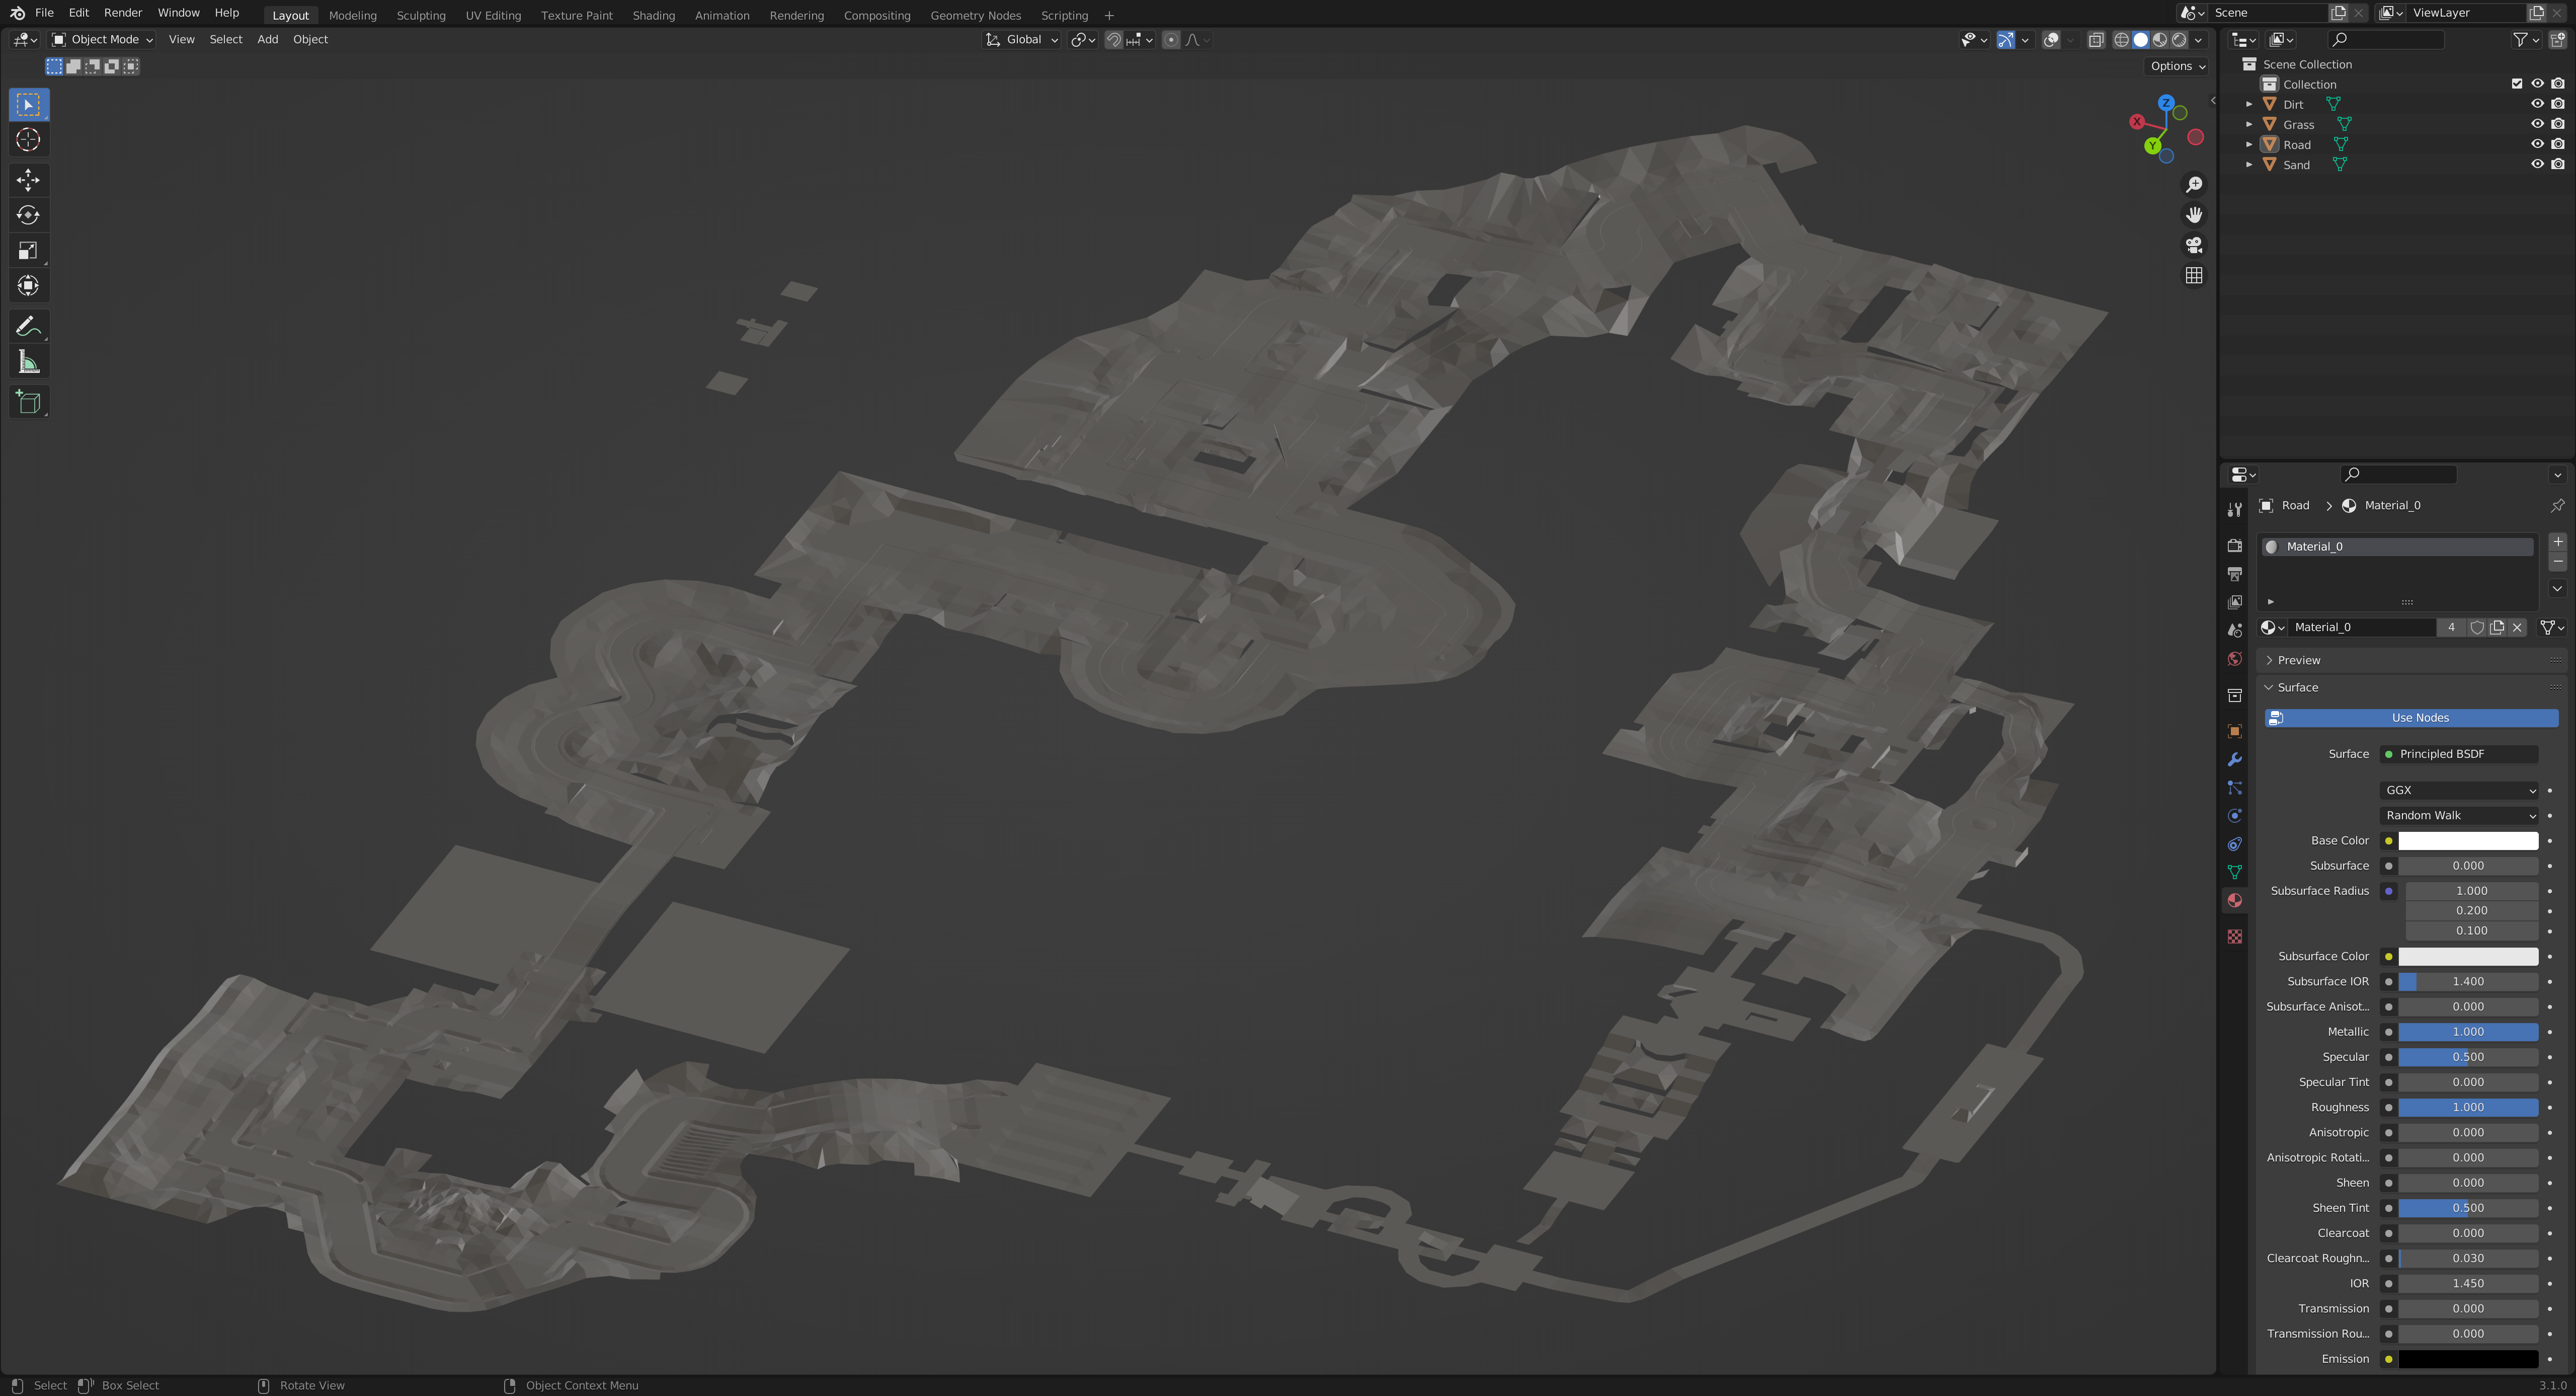 File Edit Render Window Help
Layout Modeling Sculpting UV Editing Texture Paint Shading Animation Rendering Compositing Geometry Nodes Scripting +
Scene
ViewLayer
Object Mode View Select Add Object
Global
Options
X
Y
Z
Scene Collection
Collection
Dirt
Grass
Road
Sand
Road > Material_0
Material_0
Material_0 4
Preview
Surface
Use Nodes
Surface Principled BSDF
GGX
Random Walk
Base Color
Subsurface 0.000
Subsurface Radius 1.000
0.200
0.100
Subsurface Color
Subsurface IOR 1.400
Subsurface Anisot... 0.000
Metallic 1.000
Specular 0.500
Specular Tint 0.000
Roughness 1.000
Anisotropic 0.000
Anisotropic Rotati... 0.000
Sheen 0.000
Sheen Tint 0.500
Clearcoat 0.000
Clearcoat Roughn... 0.030
IOR 1.450
Transmission 0.000
Transmission Rou... 0.000
Emission
Select Box Select Rotate View Object Context Menu
3.1.0